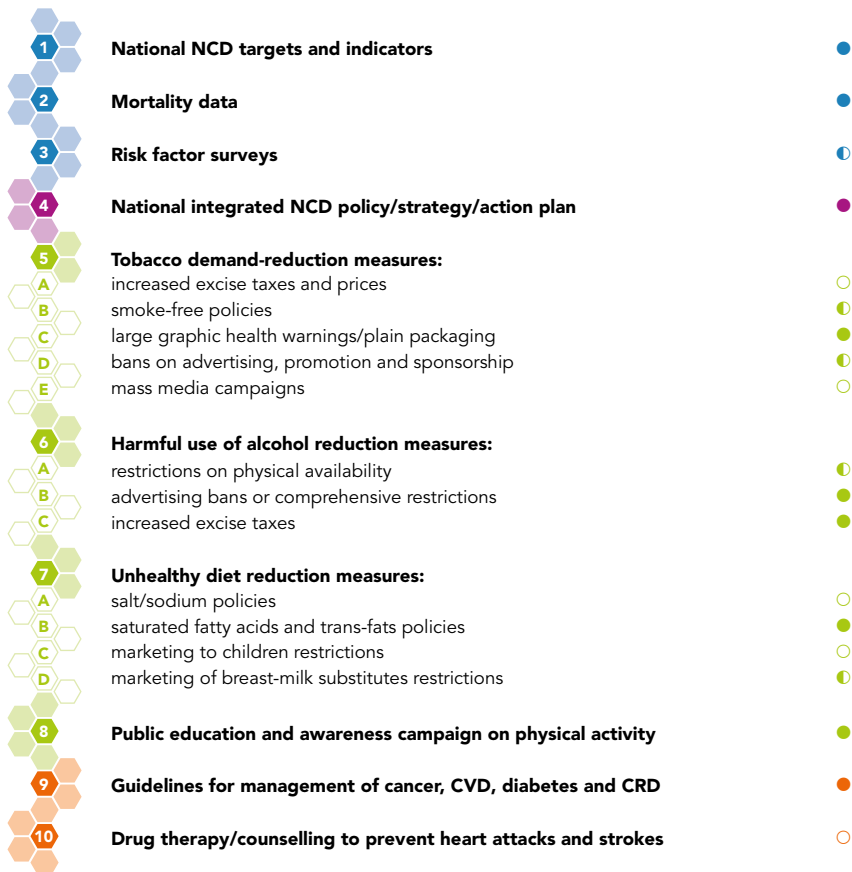 1 National NCD targets and indicators
2 Mortality data
3 Risk factor surveys
4 National integrated NCD policy/strategy/action plan
5 Tobacco demand-reduction measures:
A increased excise taxes and prices
B smoke-free policies
C large graphic health warnings/plain packaging
D bans on advertising, promotion and sponsorship
E mass media campaigns
6 Harmful use of alcohol reduction measures:
A restrictions on physical availability
B advertising bans or comprehensive restrictions
C increased excise taxes
7 Unhealthy diet reduction measures:
A salt/sodium policies
B saturated fatty acids and trans-fats policies
C marketing to children restrictions
D marketing of breast-milk substitutes restrictions
8 Public education and awareness campaign on physical activity
9 Guidelines for management of cancer, CVD, diabetes and CRD
10 Drug therapy/counselling to prevent heart attacks and strokes